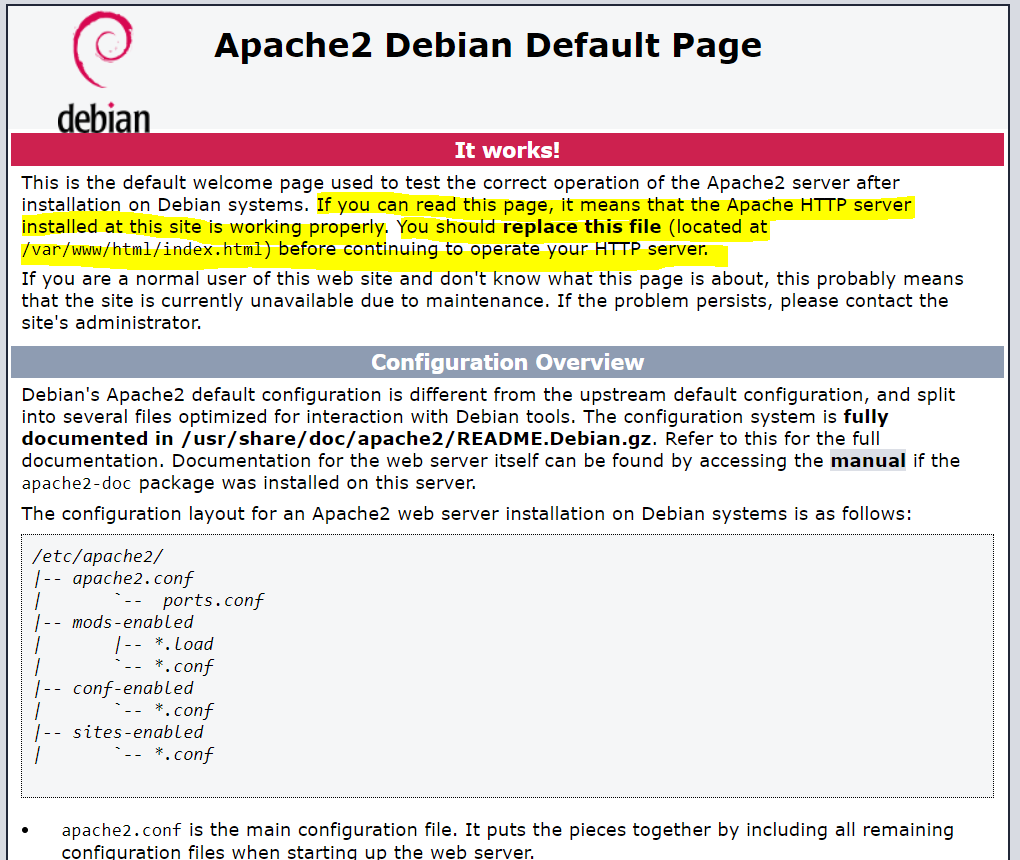 debian
Apache2 Debian Default Page
It works!
This is the default welcome page used to test the correct operation of the Apache2 server after
installation on Debian systems. If you can read this page, it means that the Apache HTTP server
installed at this site is working properly. You should replace this file (located at
/var/www/html/index.html) before continuing to operate your HTTP server.
If you are a normal user of this web site and don't know what this page is about, this probably means
that the site is currently unavailable due to maintenance. If the problem persists, please contact the
site's administrator.
Configuration Overview
Debian's Apache2 default configuration is different from the upstream default configuration, and split
into several files optimized for interaction with Debian tools. The configuration system is fully
documented in /usr/share/doc/apache2/README.Debian.gz. Refer to this for the full
documentation. Documentation for the web server itself can be found by accessing the manual if the
apache2-doc package was installed on this server.
The configuration layout for an Apache2 web server installation on Debian systems is as follows:
/etc/apache2/
|-- apache2.conf
|       `--  ports.conf
|-- mods-enabled
|       |-- *.load
|       `-- *.conf
|-- conf-enabled
|       `-- *.conf
|-- sites-enabled
|       `-- *.conf
• apache2.conf is the main configuration file. It puts the pieces together by including all remaining
configuration files when starting up the web server.